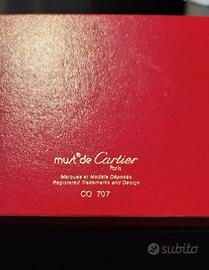 must de Cartier
Paris
Marques et Modèle Déposés
Registered Trademarks and Design
CO 707
subito